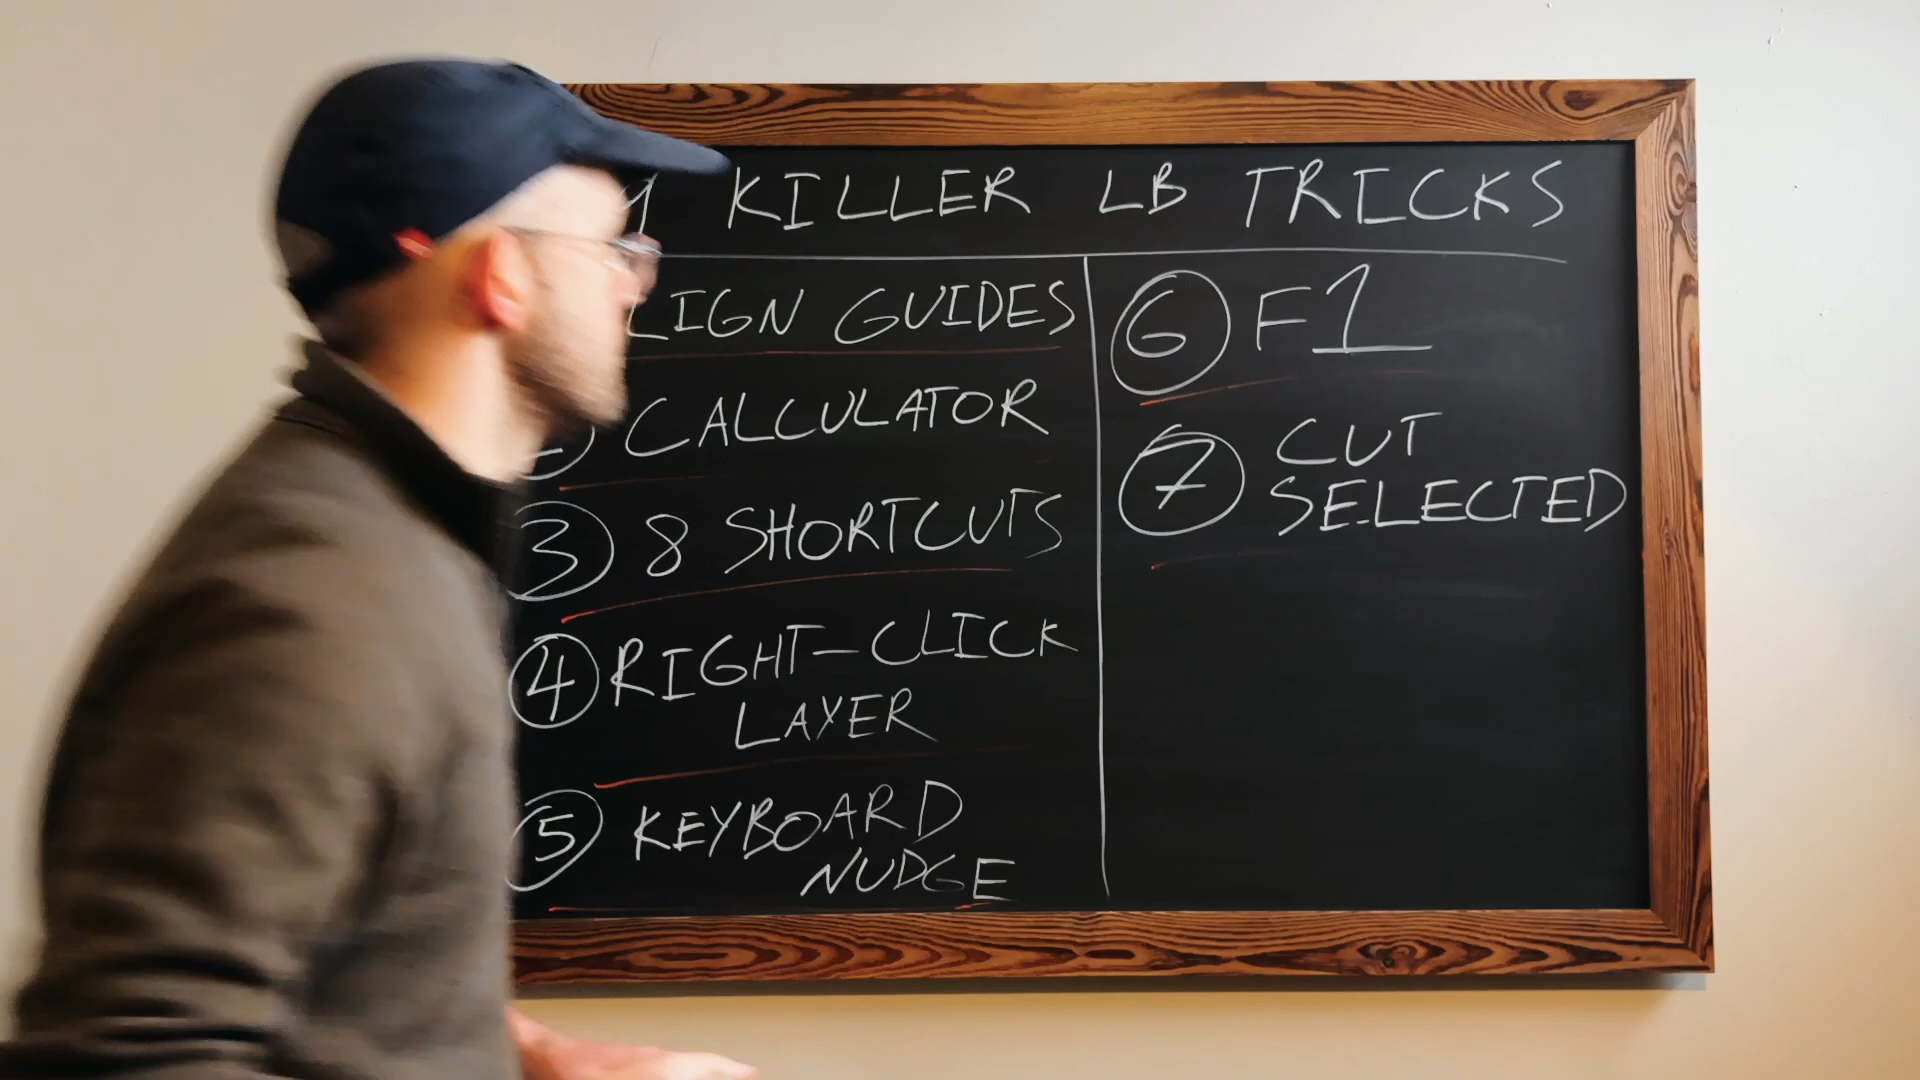 KILLER LB TRICKS
LIGN GUIDES
CALCULATOR
③ 8 SHORTCUTS
④ RIGHT-CLICK
LAYER
⑤ KEYBOARD
NUDGE
⑥ F1
⑦ CUT
SELECTED